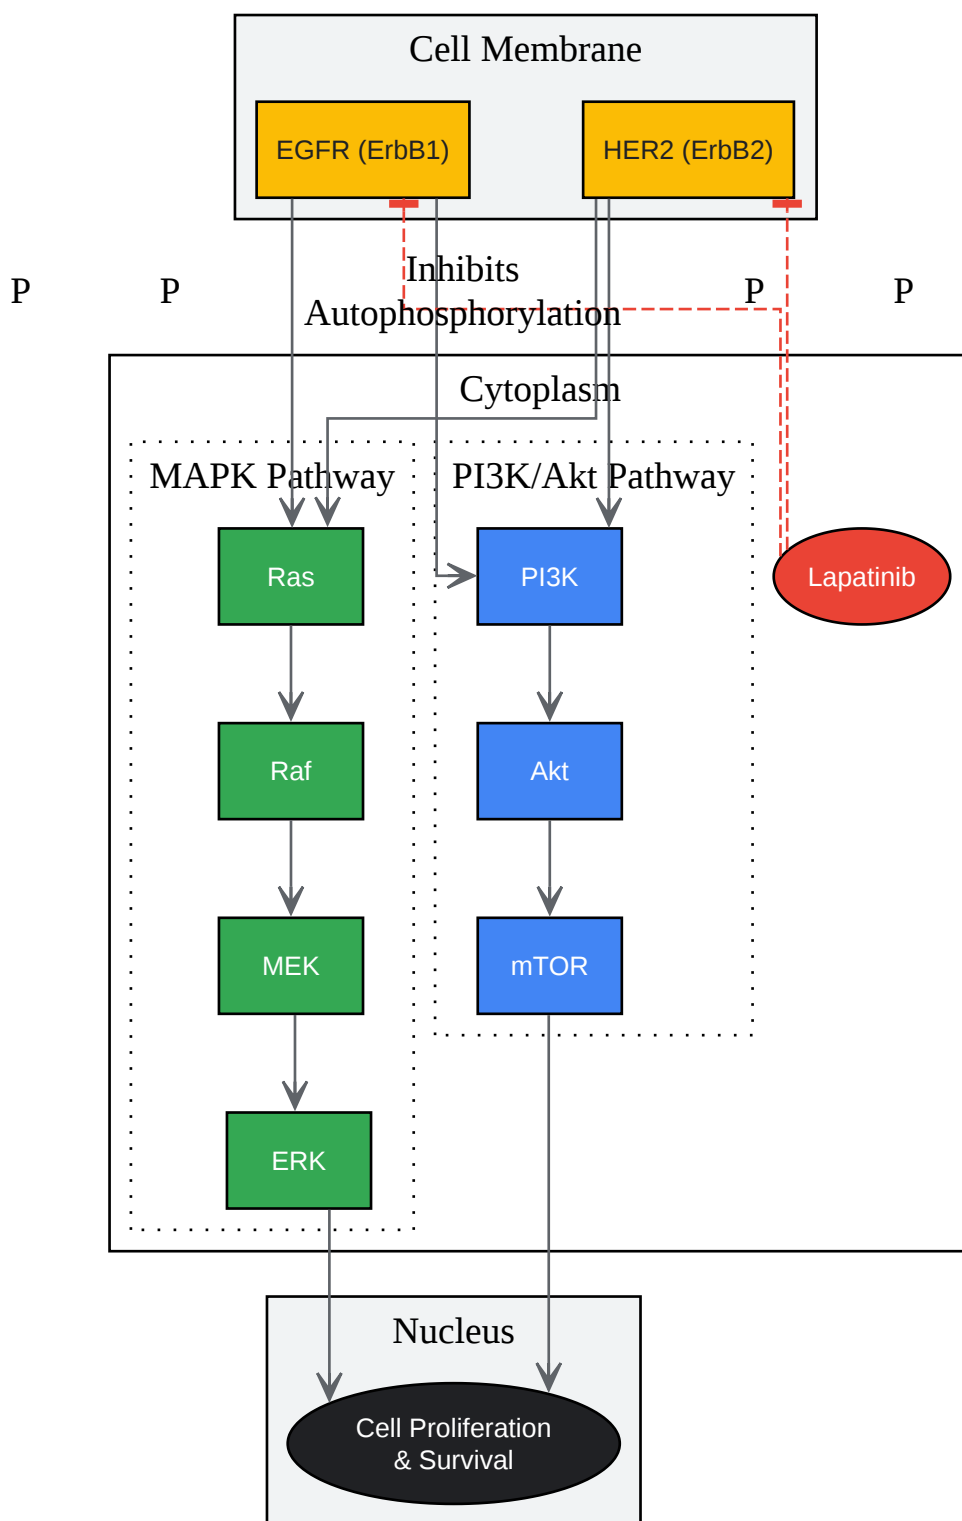 Cell Membrane
EGFR (ErbB1)
HER2 (ErbB2)
Inhibits
Autophosphorylation
P
P
P
P
Cytoplasm
MAPK Pathway
PI3K/Akt Pathway
Ras
PI3K
Lapatinib
Raf
Akt
MEK
mTOR
ERK
Nucleus
Cell Proliferation
& Survival